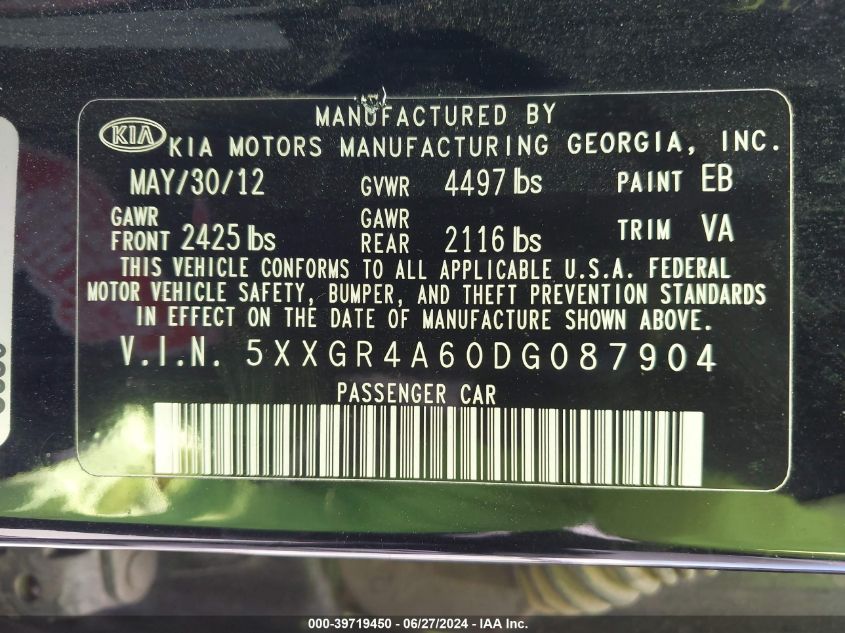 MANUFACTURED BY
KIA KIA MOTORS MANUFACTURING GEORGIA, INC.
MAY/30/12 GVWR 4497 lbs PAINT EB
GAWR FRONT 2425 lbs GAWR REAR 2116 lbs TRIM VA
THIS VEHICLE CONFORMS TO ALL APPLICABLE U.S.A. FEDERAL
MOTOR VEHICLE SAFETY, BUMPER, AND THEFT PREVENTION STANDARDS
IN EFFECT ON THE DATE OF MANUFACTURE SHOWN ABOVE.
V.I.N. 5XXGR4A60DG087904
PASSENGER CAR
000-39719450 - 06/27/2024 - IAA Inc.